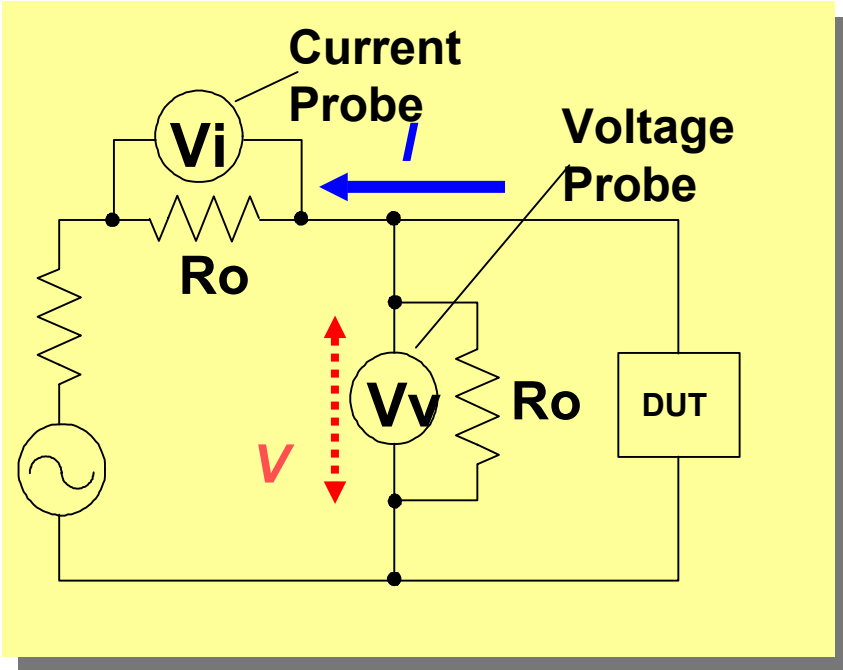 Current
Probe
Vi
I
Voltage
Probe
Ro
Vv
Ro
DUT
V